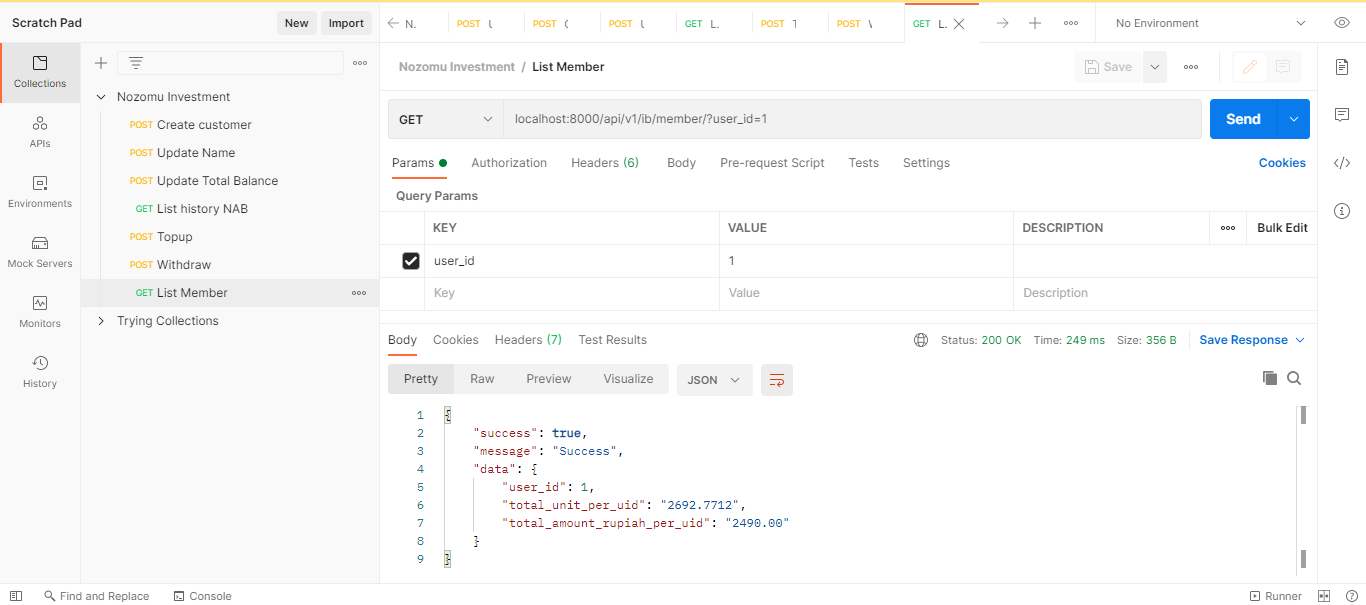 Scratch Pad
New
Import
N.
POST
POST
POST
GET L.
POST
POST
GET L.
No Environment
Collections
APIs
Environments
Mock Servers
Monitors
History
Nozomu Investment
POST Create customer
POST Update Name
POST Update Total Balance
GET List history NAB
POST Topup
POST Withdraw
GET List Member
Trying Collections
Nozomu Investment / List Member
Save
GET
localhost:8000/api/v1/ib/member/?user_id=1
Send
Params
Authorization
Headers (6)
Body
Pre-request Script
Tests
Settings
Cookies
Query Params
KEY
VALUE
DESCRIPTION
Bulk Edit
user_id
1
Key
Value
Description
Body
Cookies
Headers (7)
Test Results
Status: 200 OK
Time: 249 ms
Size: 356 B
Save Response
Pretty
Raw
Preview
Visualize
JSON
1 {
2 "success": true,
3 "message": "Success",
4 "data": {
5 "user_id": 1,
6 "total_unit_per_uid": "2692.7712",
7 "total_amount_rupiah_per_uid": "2490.00"
8 }
9 }
Find and Replace
Console
Runner